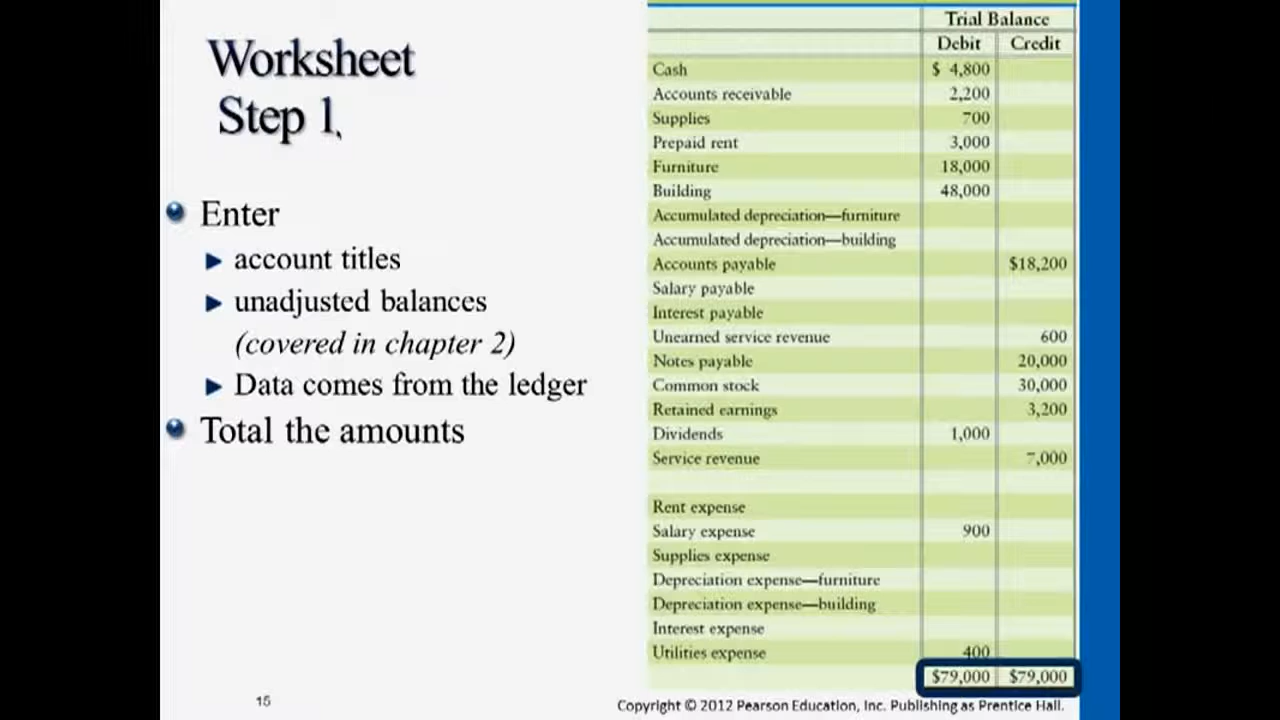 Worksheet
Step 1
Enter
account titles
unadjusted balances
(covered in chapter 2)
Data comes from the ledger
Total the amounts
15
Trial Balance
Debit Credit
Cash $ 4,800
Accounts receivable 2,200
Supplies 700
Prepaid rent 3,000
Furniture 18,000
Building 48,000
Accumulated depreciation—furniture
Accumulated depreciation—building
Accounts payable $18,200
Salary payable
Interest payable
Unearned service revenue 600
Notes payable 20,000
Common stock 30,000
Retained earnings 3,200
Dividends 1,000
Service revenue 7,000
Rent expense
Salary expense 900
Supplies expense
Depreciation expense—furniture
Depreciation expense—building
Interest expense
Utilities expense 400
$79,000 $79,000
Copyright © 2012 Pearson Education, Inc. Publishing as Prentice Hall.